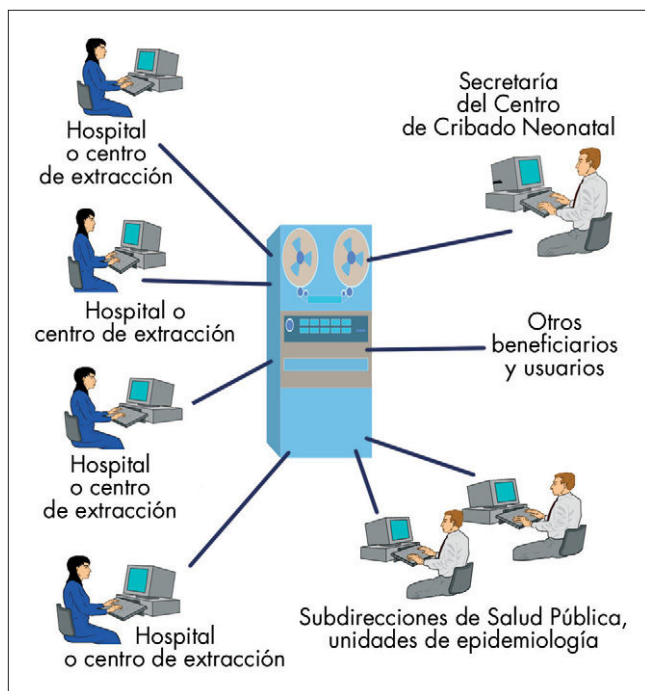 Hospital
o centro
de extracción
Hospital o
centro de extracción
Hospital
o centro
de extracción
Hospital
o centro de extracción
Secretaría
del Centro
de Cribado Neonatal
Otros
beneficiarios
y usuarios
Subdirecciones de Salud Pública,
unidades de epidemiología